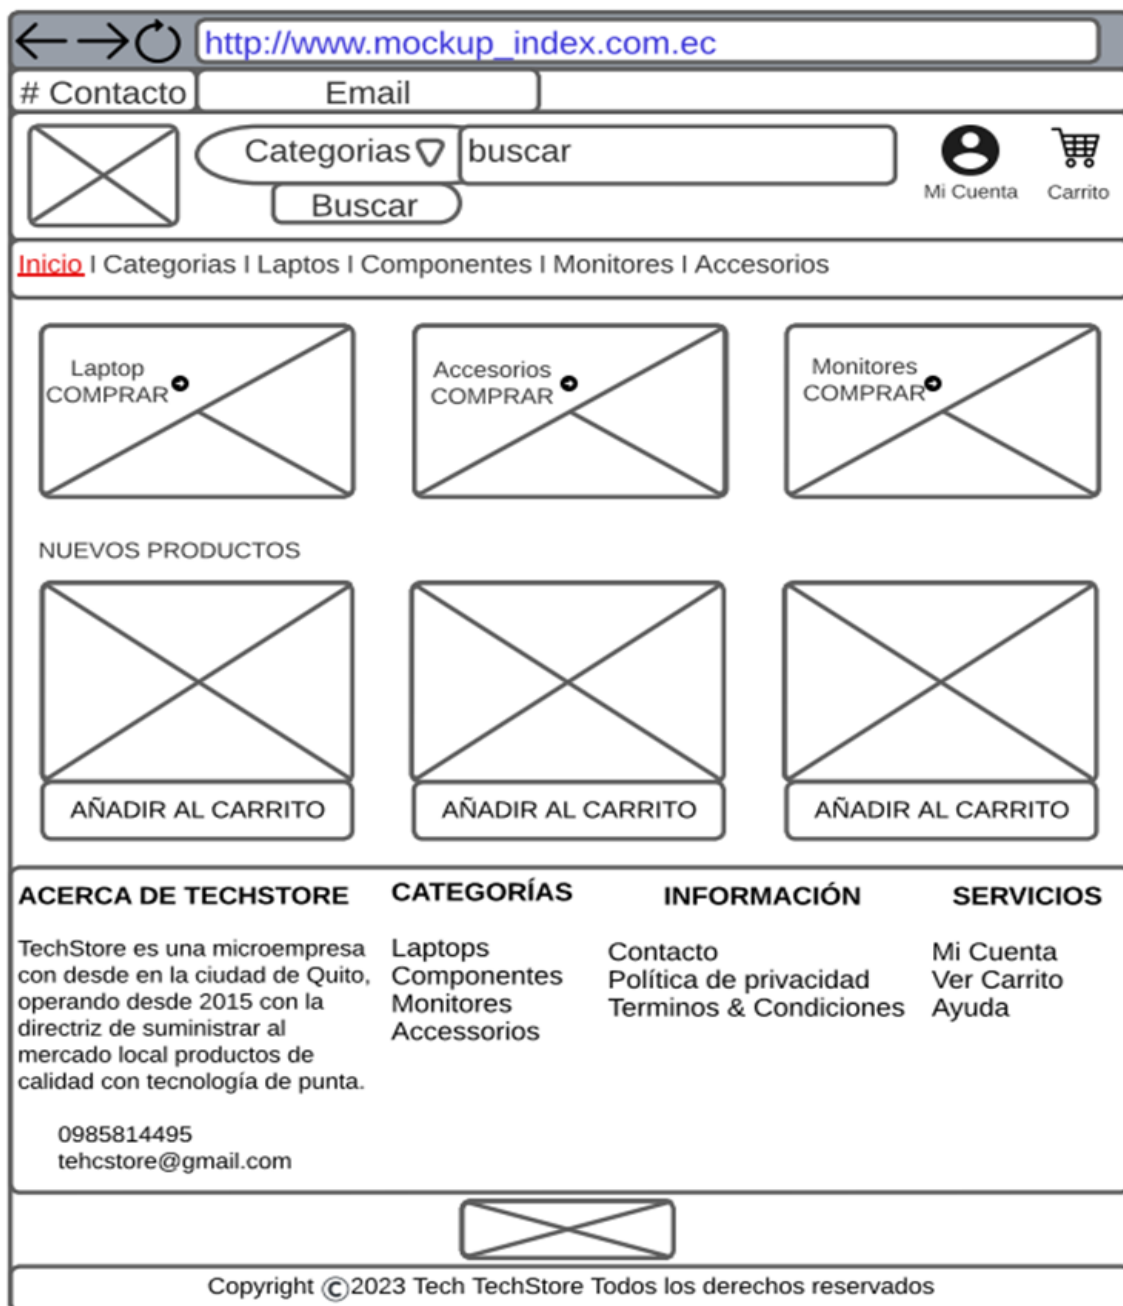 http://www.mockup_index.com.ec
# Contacto
Email
Categorias
buscar
Buscar
Mi Cuenta
Carrito
Inicio I Categorias I Laptos I Componentes I Monitores I Accesorios
Laptop
COMPRAR
Accesorios
COMPRAR
Monitores
COMPRAR
NUEVOS PRODUCTOS
AÑADIR AL CARRITO
AÑADIR AL CARRITO
AÑADIR AL CARRITO
ACERCA DE TECHSTORE
TechStore es una microempresa
con desde en la ciudad de Quito,
operando desde 2015 con la
directriz de suministrar al
mercado local productos de
calidad con tecnología de punta.
0985814495
tehcstore@gmail.com
CATEGORÍAS
Laptops
Componentes
Monitores
Accessorios
INFORMACIÓN
Contacto
Política de privacidad
Terminos & Condiciones
SERVICIOS
Mi Cuenta
Ver Carrito
Ayuda
Copyright ©2023 Tech TechStore Todos los derechos reservados